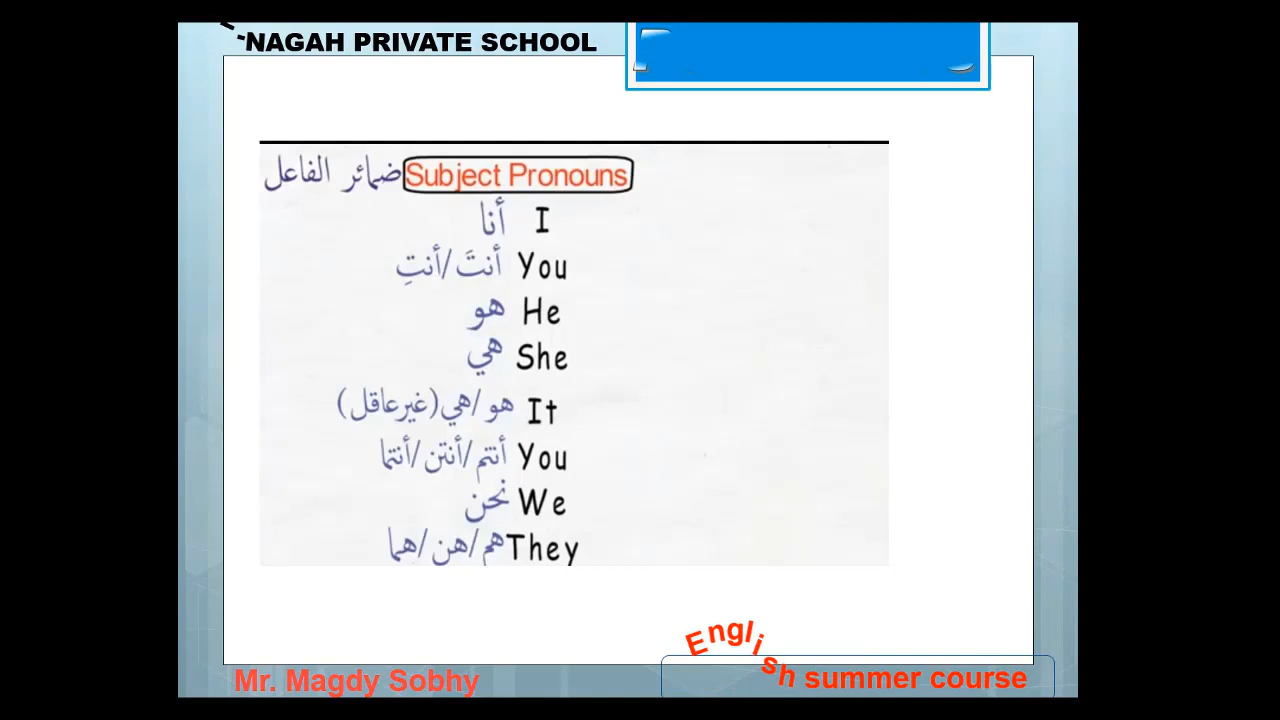 NAGAH PRIVATE SCHOOL
ضمائر الفاعل Subject Pronouns
أنا I
أنتَ/أنتِ You
هو He
هي She
هو/هي(غيرعاقل) It
أنتم/أنتن/أنتما You
نحن We
هم/هن/هما They
Mr. Magdy Sobhy
English summer course